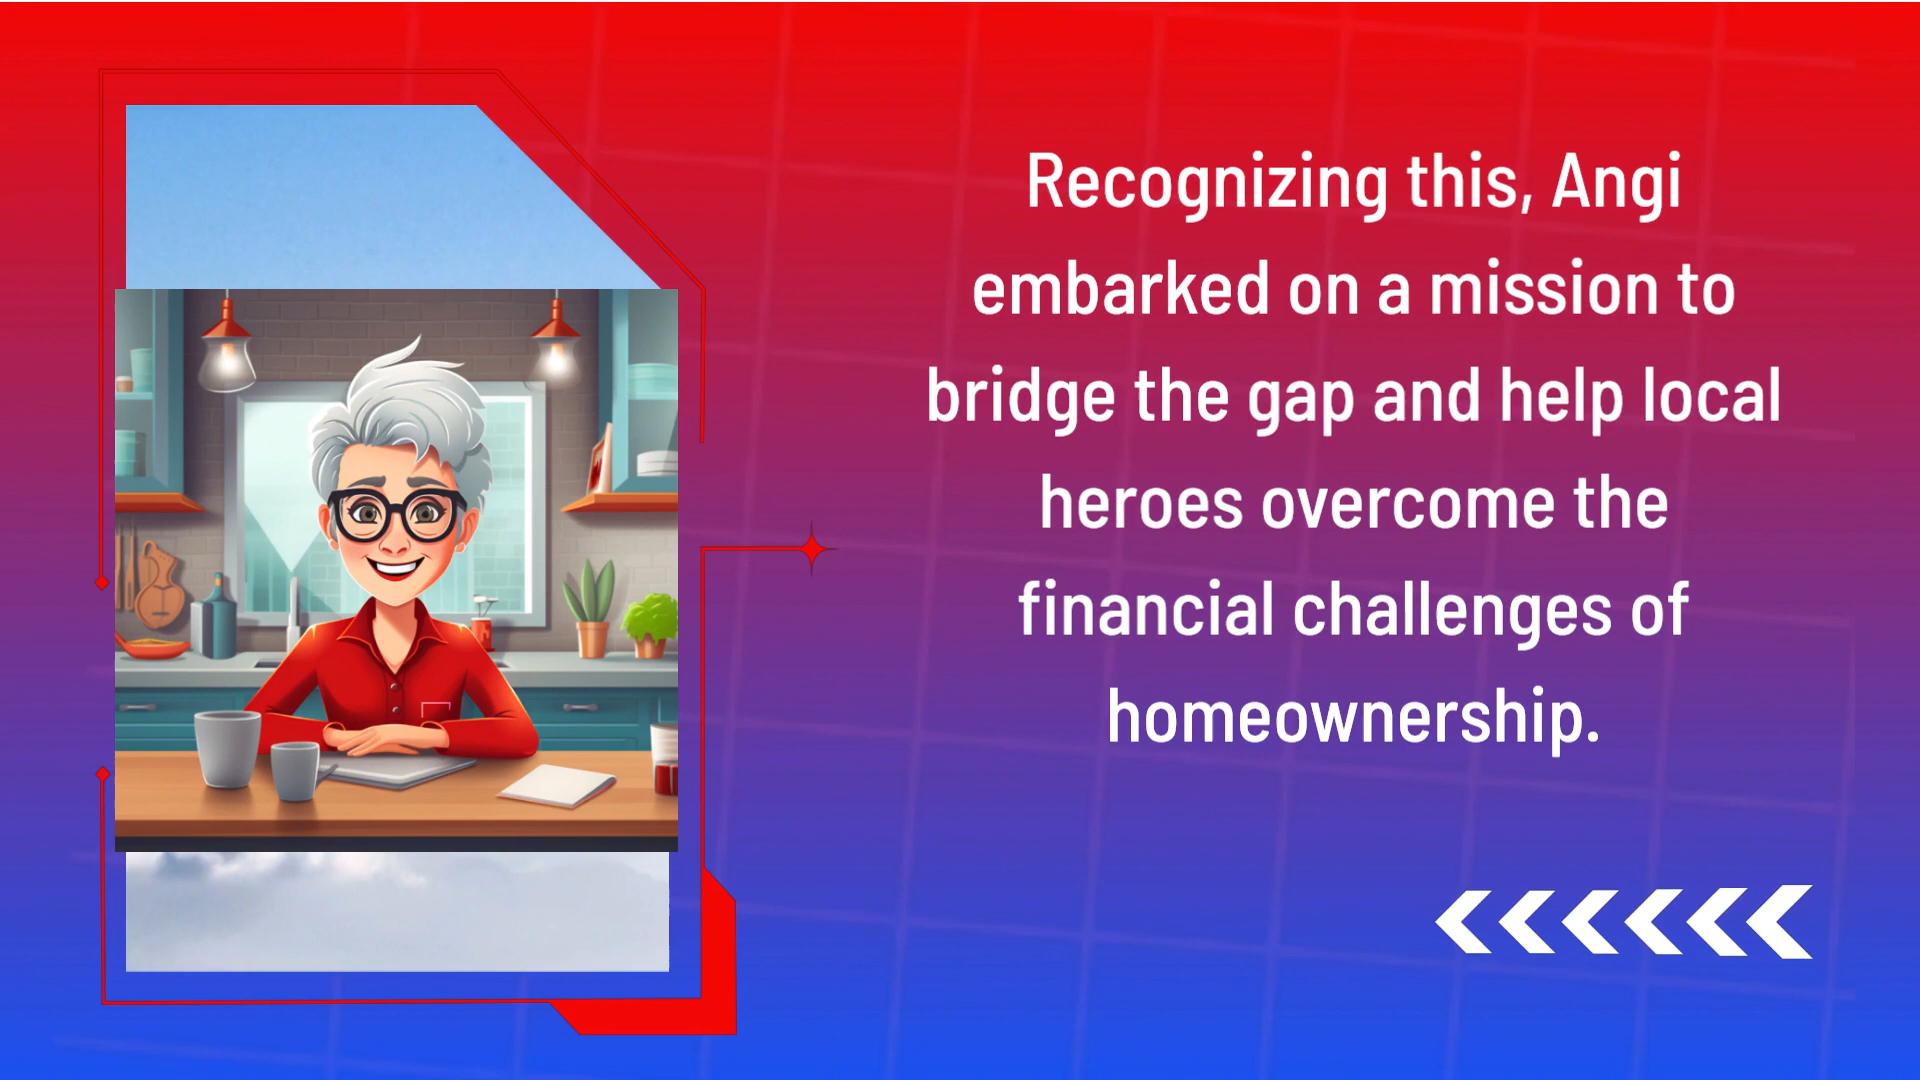 Recognizing this, Angi
embarked on a mission to
bridge the gap and help local
heroes overcome the
financial challenges of
homeownership.